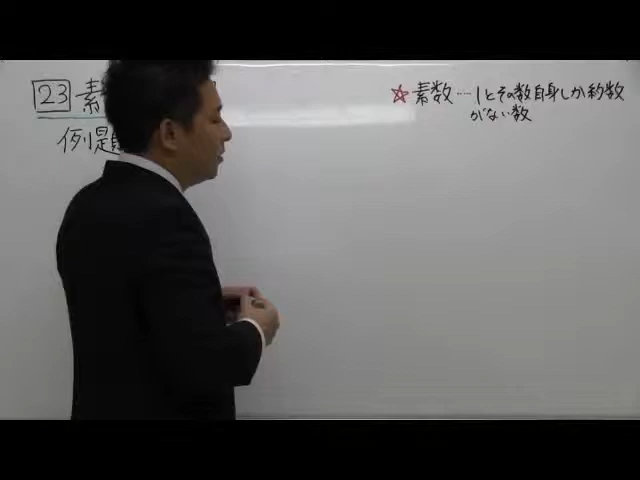 23 素
例題
☆ 素数 ‥‥ 1とその数自身しか約数
がない数